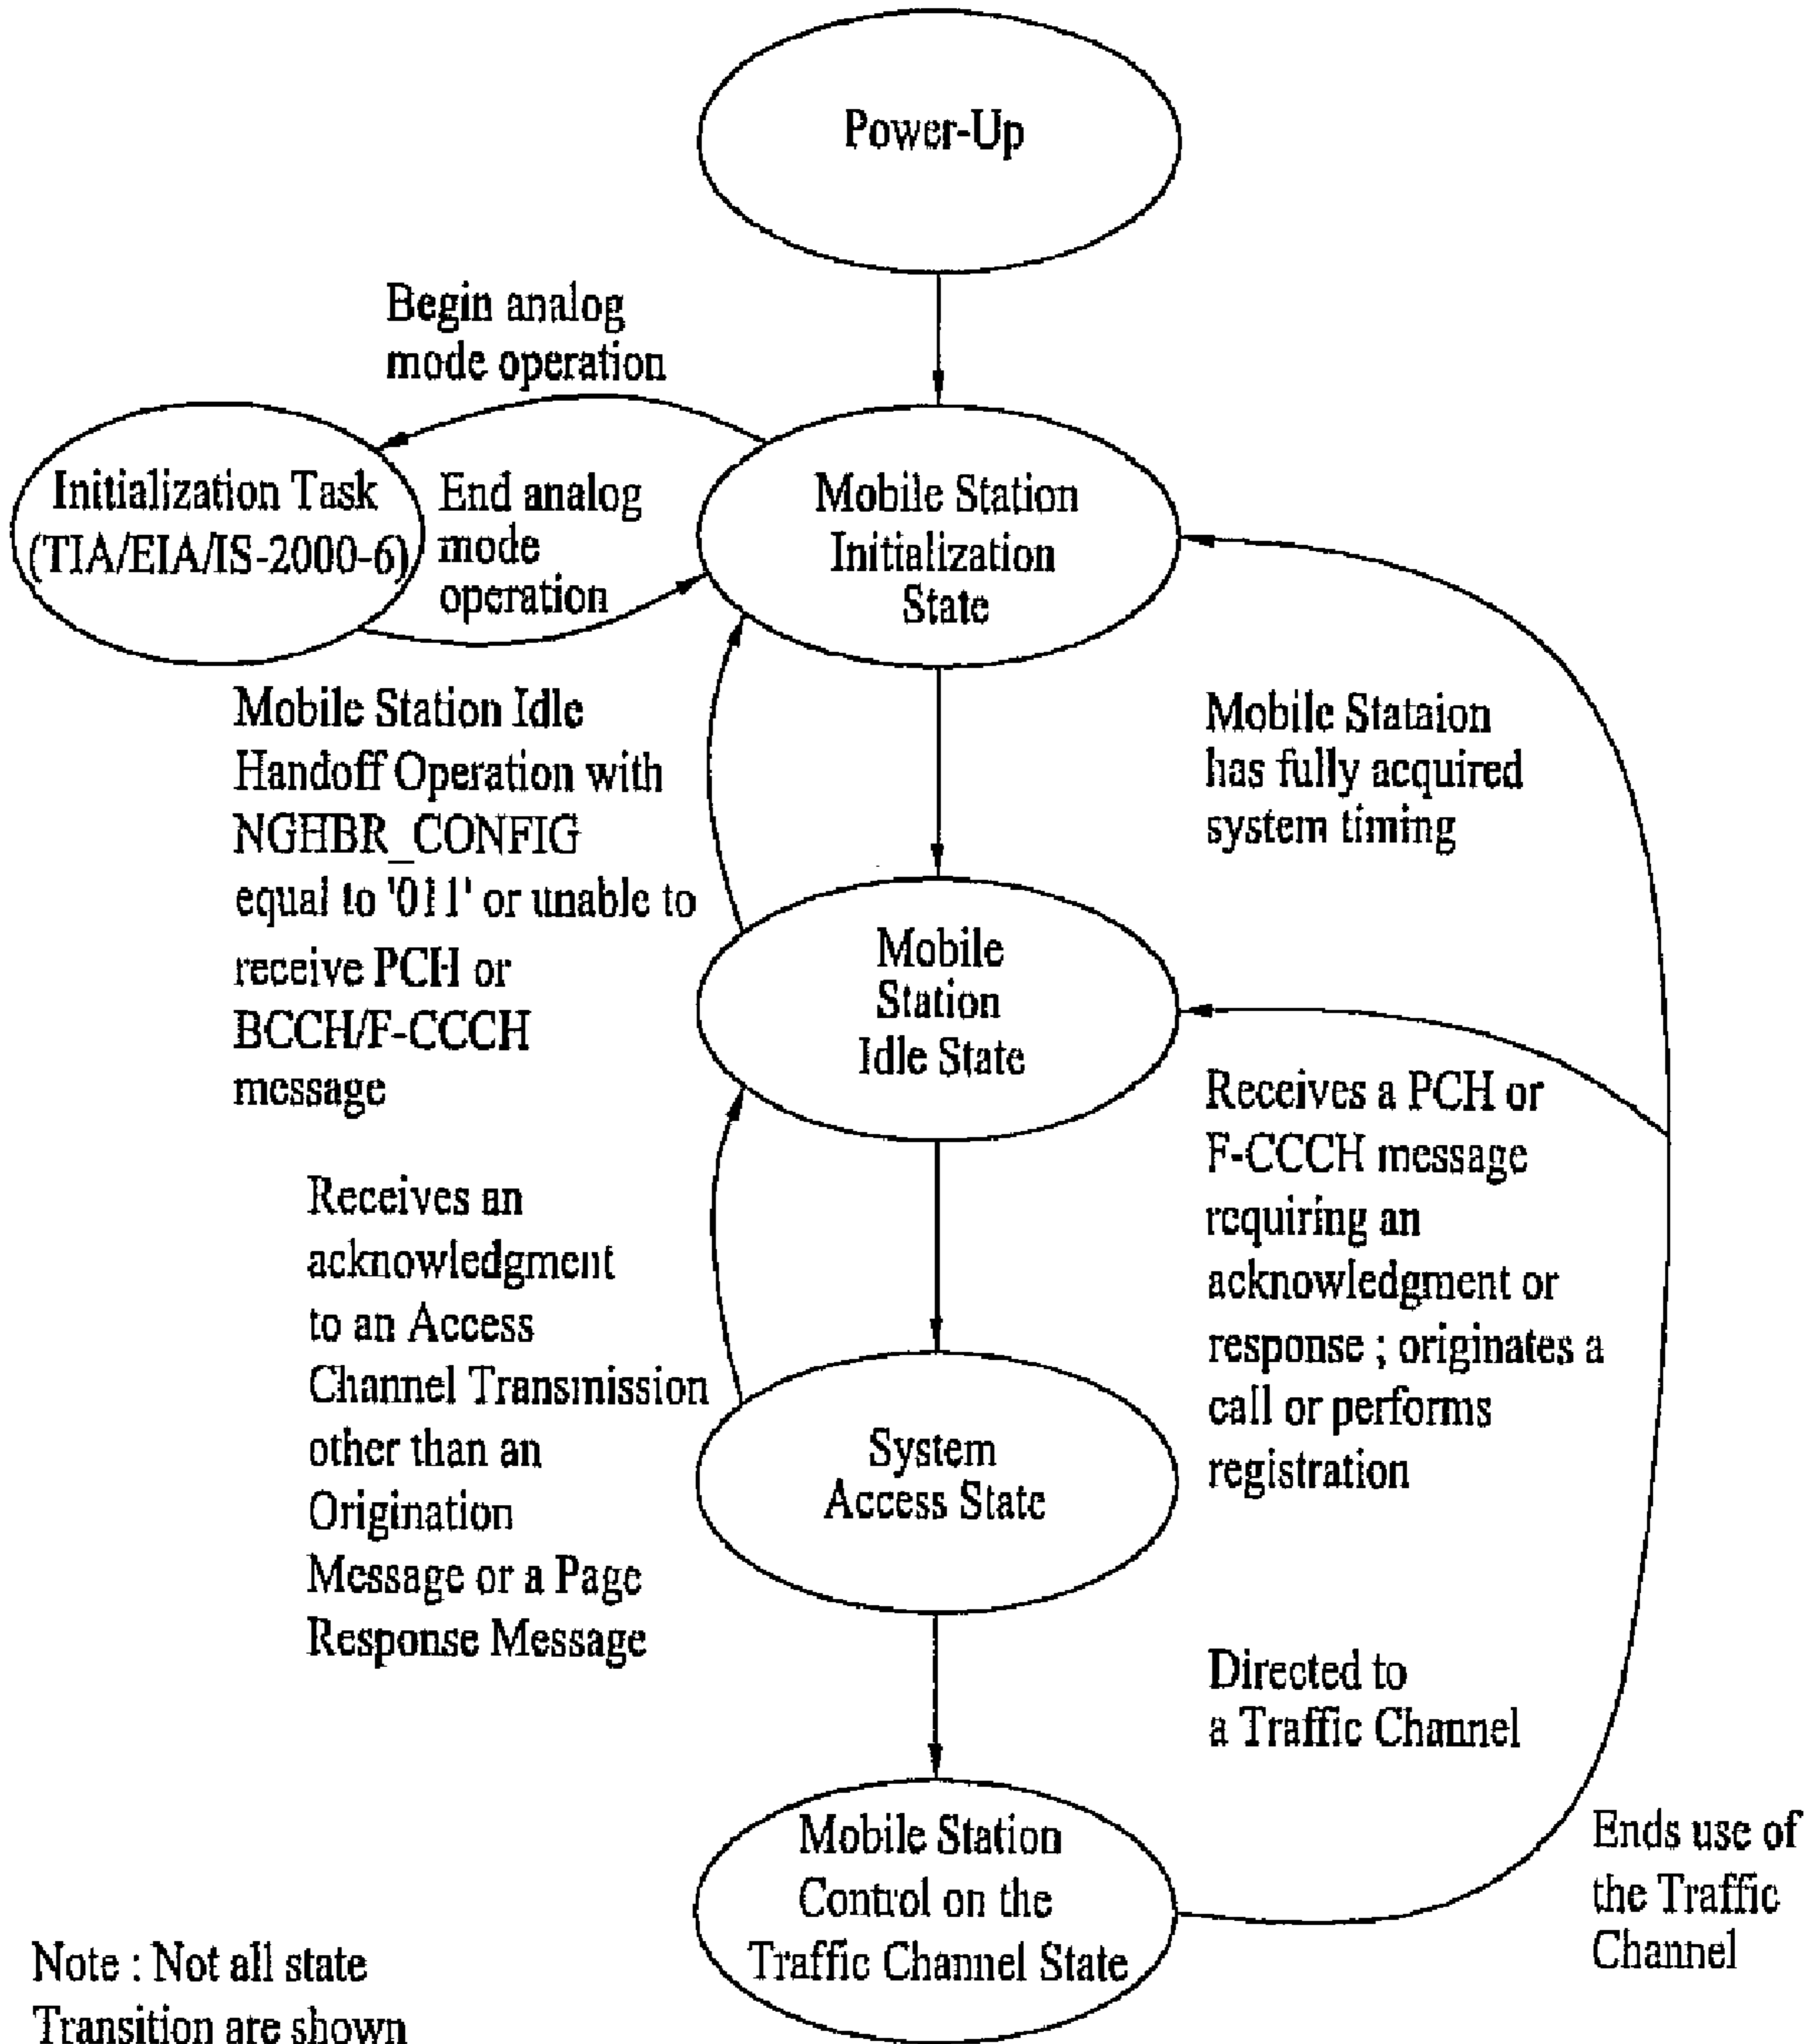 Power-Up
Begin analog
mode operation
Initialization Task
(TIA/EIA/IS-2000-6)
End analog
mode
operation
Mobile Station
Initialization
State
Mobile Station Idle
Handoff Operation with
NGHBR_CONFIG
equal to '011' or unable to
receive PCH or
BCCH/F-CCCH
message
Mobile Stataion
has fully acquired
system timing
Mobile
Station
Idle State
Receives an
acknowledgment
to an Access
Channel Transmission
other than an
Origination
Message or a Page
Response Message
Receives a PCH or
F-CCCH message
requiring an
acknowledgment or
response ; originates a
call or performs
registration
System
Access State
Directed to
a Traffic Channel
Mobile Station
Control on the
Traffic Channel State
Ends use of
the Traffic
Channel
Note : Not all state
Transition are shown